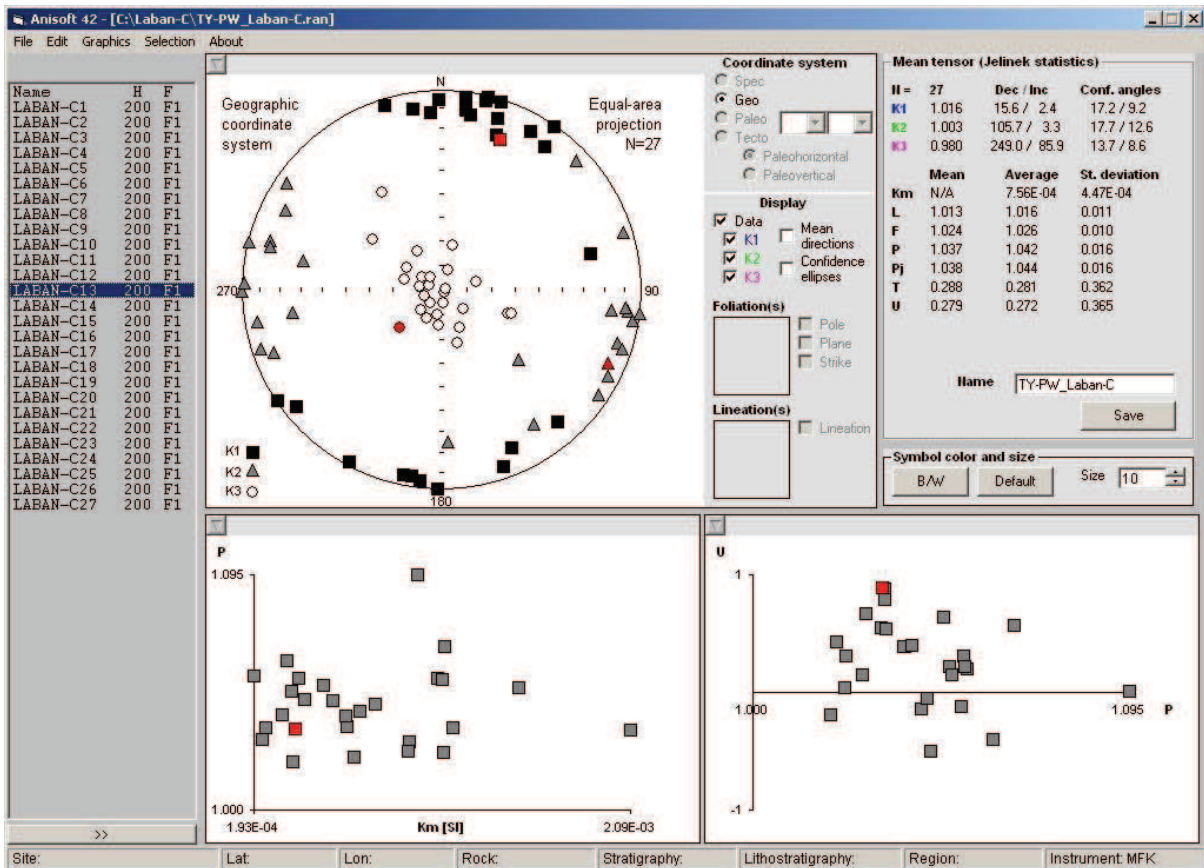 Anisoft 42 - [C:\Laban-C\TY-PW_Laban-C.ran]
File Edit Graphics Selection About
Name H F
LABAN-C1 200 F1
LABAN-C2 200 F1
LABAN-C3 200 F1
LABAN-C4 200 F1
LABAN-C5 200 F1
LABAN-C6 200 F1
LABAN-C7 200 F1
LABAN-C8 200 F1
LABAN-C9 200 F1
LABAN-C10 200 F1
LABAN-C11 200 F1
LABAN-C12 200 F1
LABAN-C13 200 F1
LABAN-C14 200 F1
LABAN-C15 200 F1
LABAN-C16 200 F1
LABAN-C17 200 F1
LABAN-C18 200 F1
LABAN-C19 200 F1
LABAN-C20 200 F1
LABAN-C21 200 F1
LABAN-C22 200 F1
LABAN-C23 200 F1
LABAN-C24 200 F1
LABAN-C25 200 F1
LABAN-C26 200 F1
LABAN-C27 200 F1
>>
Geographic
coordinate
system
N
Equal-area
projection
N=27
270
90
180
K1
K2
K3
Coordinate system
Spec
Geo
Paleo
Tecto
Paleohorizontal
Paleovertical
Display
Data
K1
K2
K3
Mean
directions
Confidence
ellipses
Foliation(s)
Pole
Plane
Strike
Lineation(s)
Lineation
Mean tensor (Jelinek statistics)
N = 27 Dec / Inc Conf. angles
K1 1.016 15.6 / 2.4 17.2 / 9.2
K2 1.003 105.7 / 3.3 17.7 / 12.6
K3 0.980 249.0 / 85.9 13.7 / 8.6
Mean Average St. deviation
Km N/A 7.56E-04 4.47E-04
L 1.013 1.016 0.011
F 1.024 1.026 0.010
P 1.037 1.042 0.016
Pj 1.038 1.044 0.016
T 0.288 0.281 0.362
U 0.279 0.272 0.365
Name TY-PW_Laban-C
Save
Symbol color and size
B/W Default Size 10
P
1.095
1.000
1.93E-04 Km [SI] 2.09E-03
U
1
1.000 1.095 P
-1
Site: Lat: Lon: Rock: Stratigraphy: Lithostratigraphy: Region: Instrument: MFK